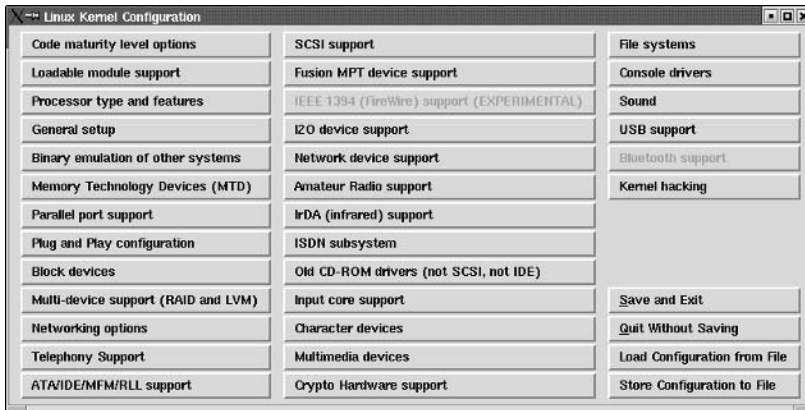 Linux Kernel Configuration
Code maturity level options
Loadable module support
Processor type and features
General setup
Binary emulation of other systems
Memory Technology Devices (MTD)
Parallel port support
Plug and Play configuration
Block devices
Multi-device support (RAID and LVM)
Networking options
Telephony Support
ATA/IDE/MFM/RLL support
SCSI support
Fusion MPT device support
IEEE 1394 (FireWire) support (EXPERIMENTAL)
I2O device support
Network device support
Amateur Radio support
IrDA (infrared) support
ISDN subsystem
Old CD-ROM drivers (not SCSI, not IDE)
Input core support
Character devices
Multimedia devices
Crypto Hardware support
File systems
Console drivers
Sound
USB support
Bluetooth support
Kernel hacking
Save and Exit
Quit Without Saving
Load Configuration from File
Store Configuration to File